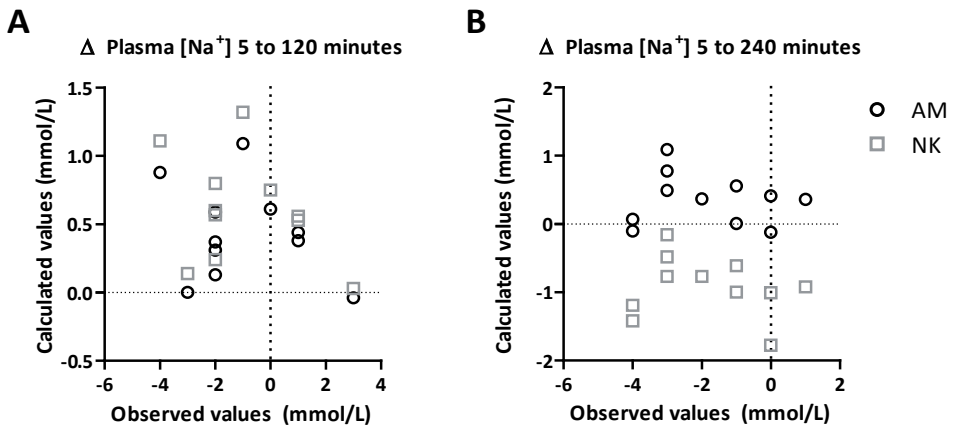 A
Δ Plasma [Na+] 5 to 120 minutes
Calculated values (mmol/L)
1.5
1.0
0.5
0.0
-0.5
-6 -4 -2 0 2 4
Observed values (mmol/L)
B
Δ Plasma [Na+] 5 to 240 minutes
Calculated values (mmol/L)
2
1
0
-1
-2
-6 -4 -2 0 2
Observed values (mmol/L)
AM
NK